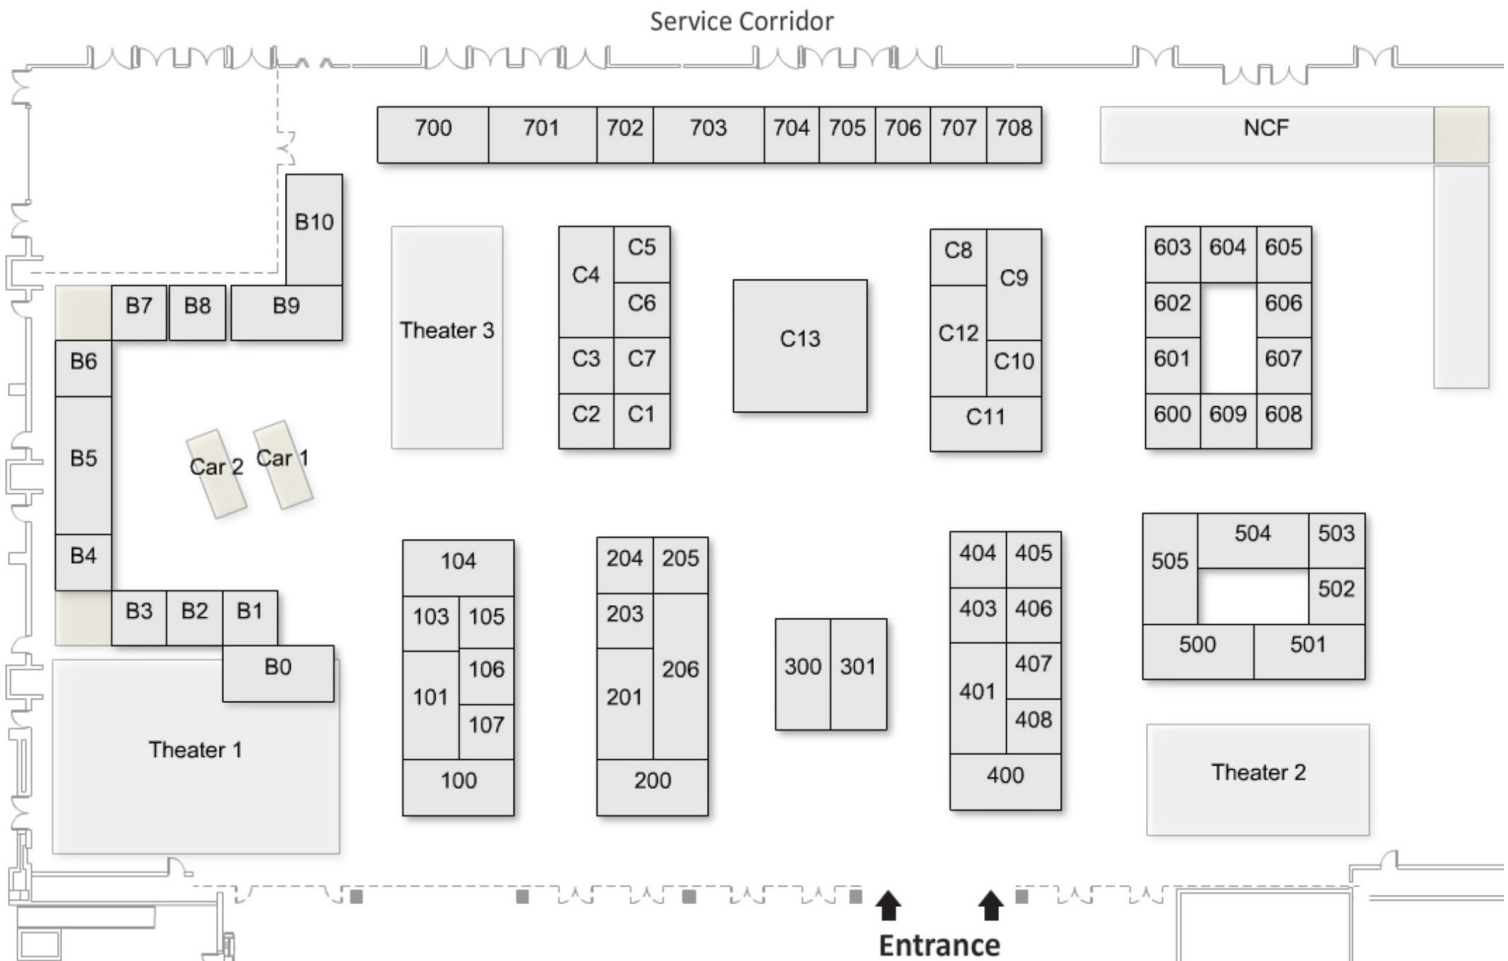 Service Corridor
700 701 702 703 704 705 706 707 708
NCF
B10
C4 C5
C6
C3 C7
C2 C1
C8 C9
C12 C10
C11
603 604 605
602 606
601 607
600 609 608
B7 B8 B9
Theater 3
C13
B6
B5
B4
Car 2 Car 1
B3 B2 B1
B0
Theater 1
104
103 105
106
101
107
100
204 205
203
206
201
200
300 301
404 405
403 406
407
401
408
400
504 503
505
502
500 501
Theater 2
Entrance